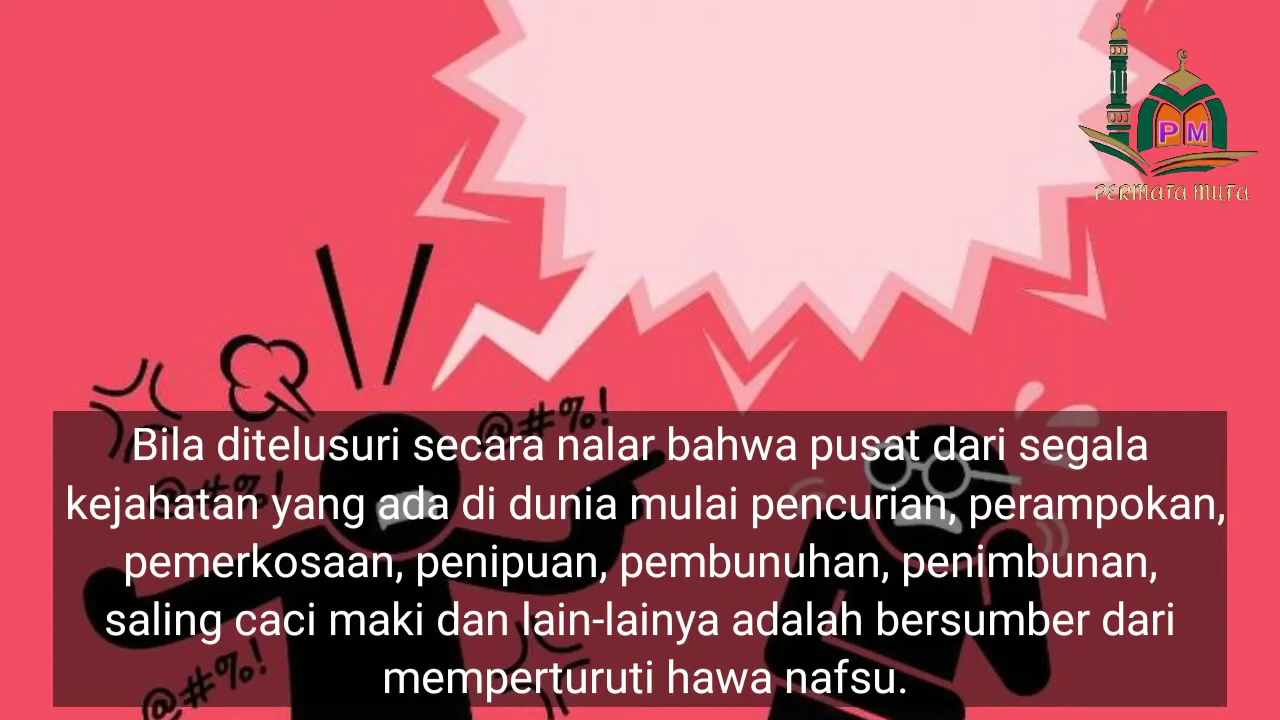 PM
PERMATA MUTA
@#%!
Bila ditelusuri secara nalar bahwa pusat dari segala
kejahatan yang ada di dunia mulai pencurian, perampokan,
pemerkosaan, penipuan, pembunuhan, penimbunan,
saling caci maki dan lain-lainya adalah bersumber dari
memperturuti hawa nafsu.
@#%!
@#%!